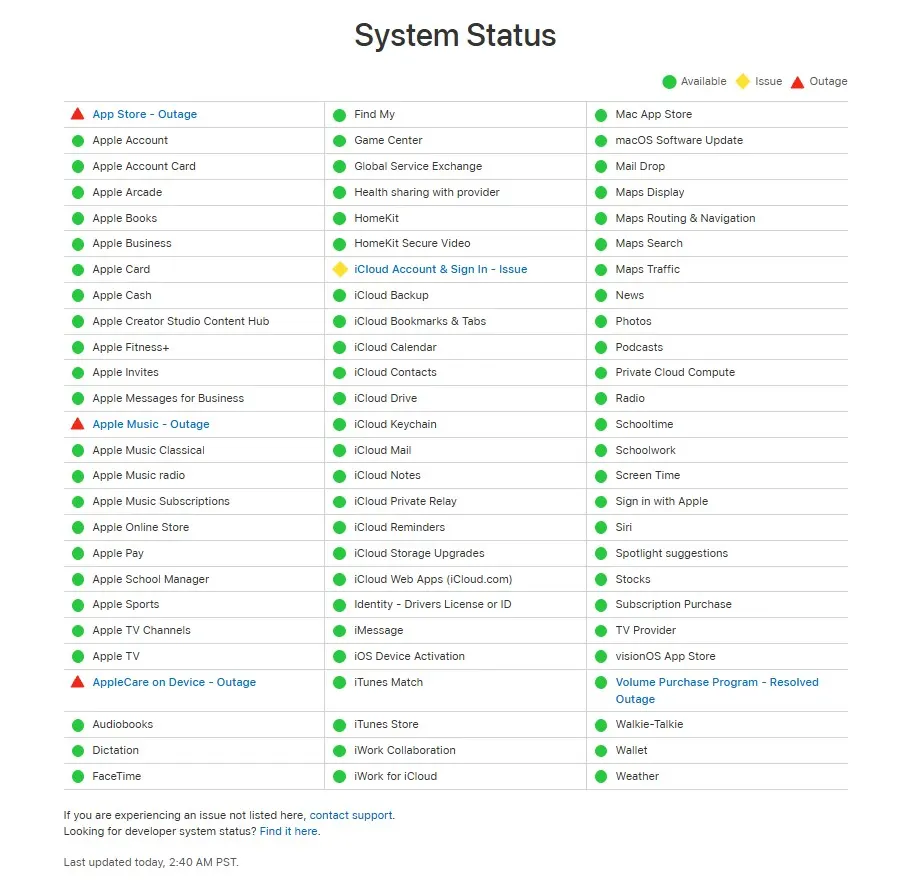 System Status
Available Issue Outage
App Store - Outage
Apple Account
Apple Account Card
Apple Arcade
Apple Books
Apple Business
Apple Card
Apple Cash
Apple Creator Studio Content Hub
Apple Fitness+
Apple Invites
Apple Messages for Business
Apple Music - Outage
Apple Music Classical
Apple Music radio
Apple Music Subscriptions
Apple Online Store
Apple Pay
Apple School Manager
Apple Sports
Apple TV Channels
Apple TV
AppleCare on Device - Outage
Audiobooks
Dictation
FaceTime
Find My
Game Center
Global Service Exchange
Health sharing with provider
HomeKit
HomeKit Secure Video
iCloud Account & Sign In - Issue
iCloud Backup
iCloud Bookmarks & Tabs
iCloud Calendar
iCloud Contacts
iCloud Drive
iCloud Keychain
iCloud Mail
iCloud Notes
iCloud Private Relay
iCloud Reminders
iCloud Storage Upgrades
iCloud Web Apps (iCloud.com)
Identity - Drivers License or ID
iMessage
iOS Device Activation
iTunes Match
iTunes Store
iWork Collaboration
iWork for iCloud
Mac App Store
macOS Software Update
Mail Drop
Maps Display
Maps Routing & Navigation
Maps Search
Maps Traffic
News
Photos
Podcasts
Private Cloud Compute
Radio
Schooltime
Schoolwork
Screen Time
Sign in with Apple
Siri
Spotlight suggestions
Stocks
Subscription Purchase
TV Provider
visionOS App Store
Volume Purchase Program - Resolved
Outage
Walkie-Talkie
Wallet
Weather
If you are experiencing an issue not listed here, contact support.
Looking for developer system status? Find it here.
Last updated today, 2:40 AM PST.